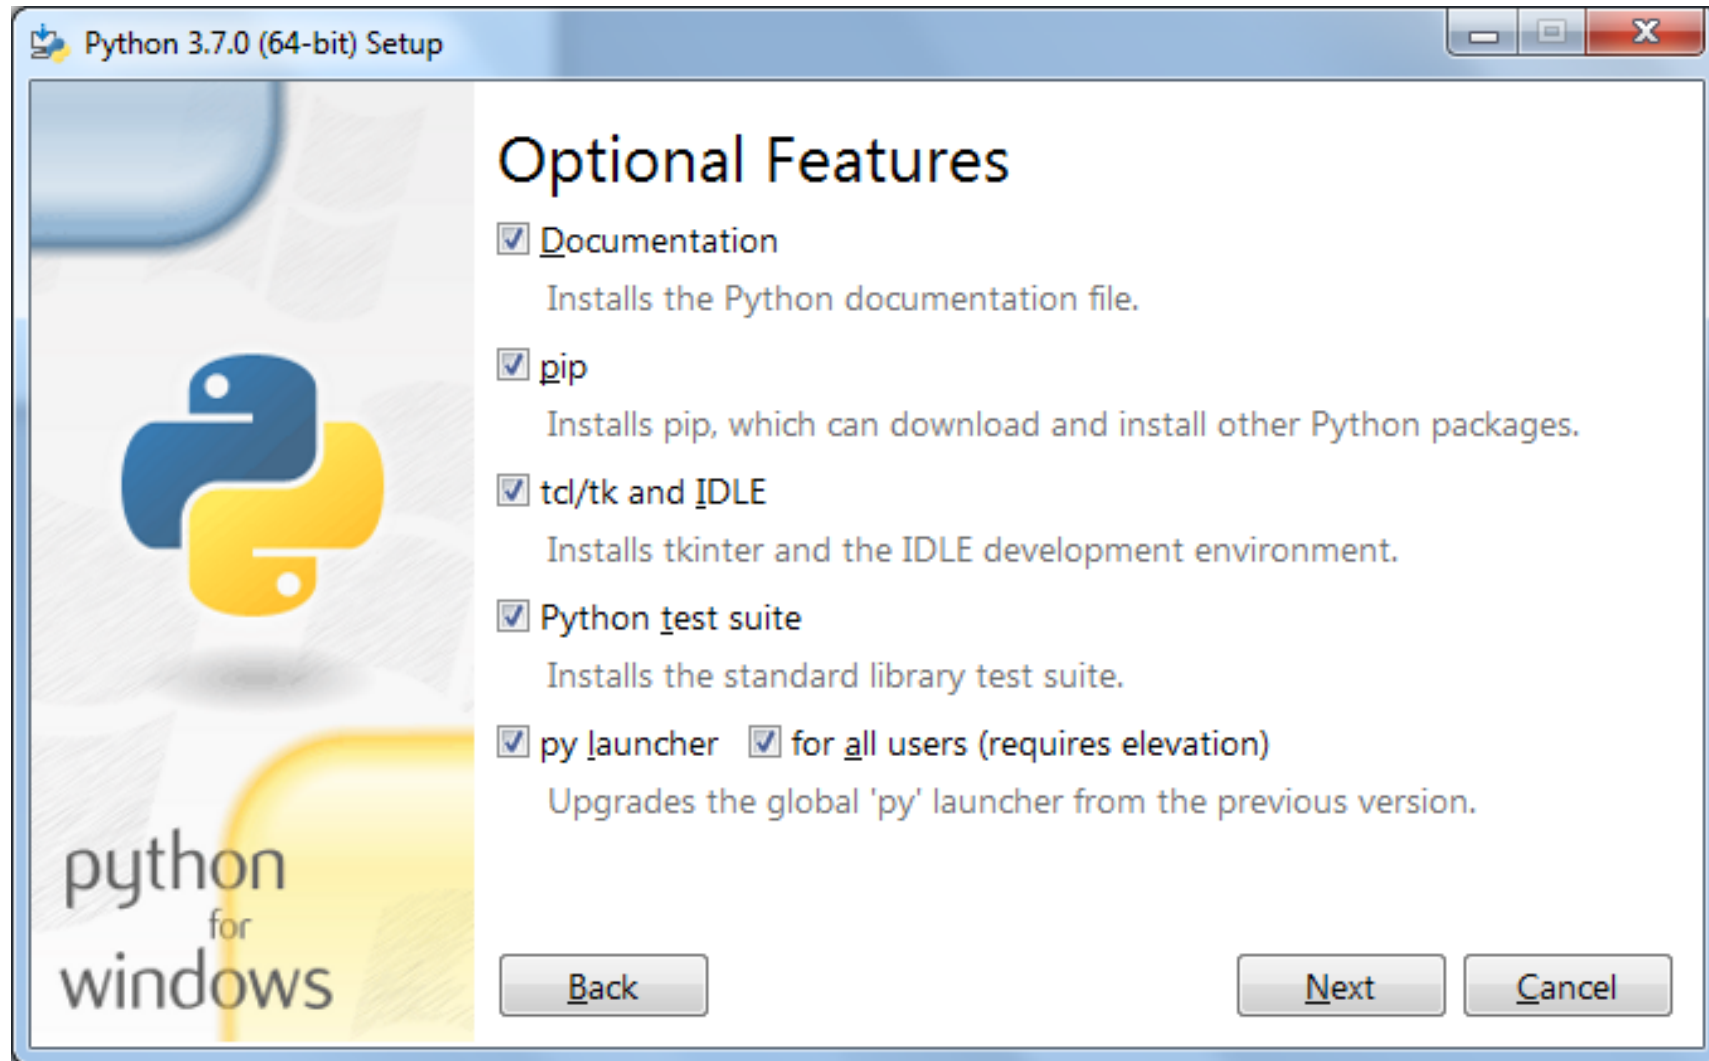 Python 3.7.0 (64-bit) Setup
Optional Features
Documentation
Installs the Python documentation file.
pip
Installs pip, which can download and install other Python packages.
tcl/tk and IDLE
Installs tkinter and the IDLE development environment.
Python test suite
Installs the standard library test suite.
py launcher for all users (requires elevation)
Upgrades the global 'py' launcher from the previous version.
python
for
windows
Back Next Cancel